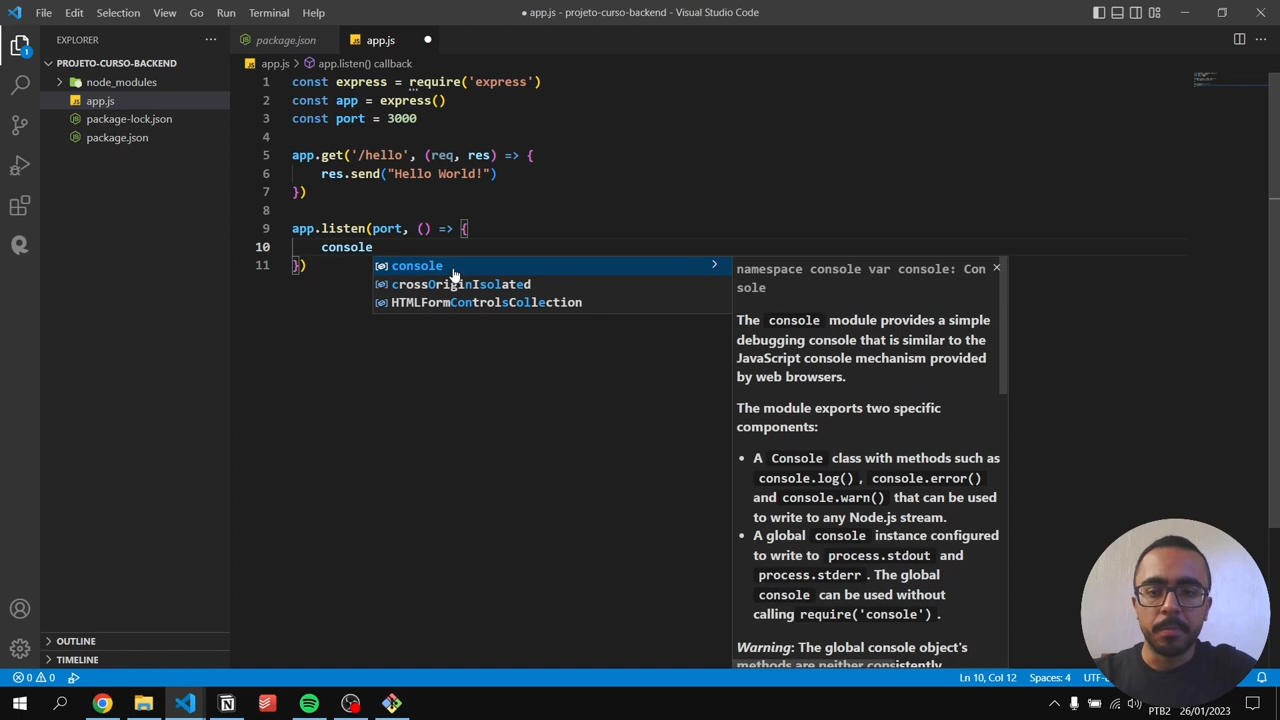 File Edit Selection View Go Run Terminal Help
● app.js - projeto-curso-backend - Visual Studio Code
EXPLORER
package.json
app.js
PROJETO-CURSO-BACKEND
app.js > app.listen() callback
node_modules
app.js
package-lock.json
package.json
1 const express = require('express')
2 const app = express()
3 const port = 3000
4
5 app.get('/hello', (req, res) => {
6 res.send("Hello World!")
7 })
8
9 app.listen(port, () => {
10 console
11 })
console
crossOriginIsolated
HTMLFormControlsCollection
namespace console var console: Con
sole
The console module provides a simple
debugging console that is similar to the
JavaScript console mechanism provided
by web browsers.
The module exports two specific
components:
• A Console class with methods such as
console.log(), console.error()
and console.warn() that can be used
to write to any Node.js stream.
• A global console instance configured
to write to process.stdout and
process.stderr. The global
console can be used without
calling require('console').
Warning: The global console object's
methods are neither consistently
OUTLINE
TIMELINE
1
0 0
Ln 10, Col 12 Spaces: 4 UTF-
PTB2 26/01/2023